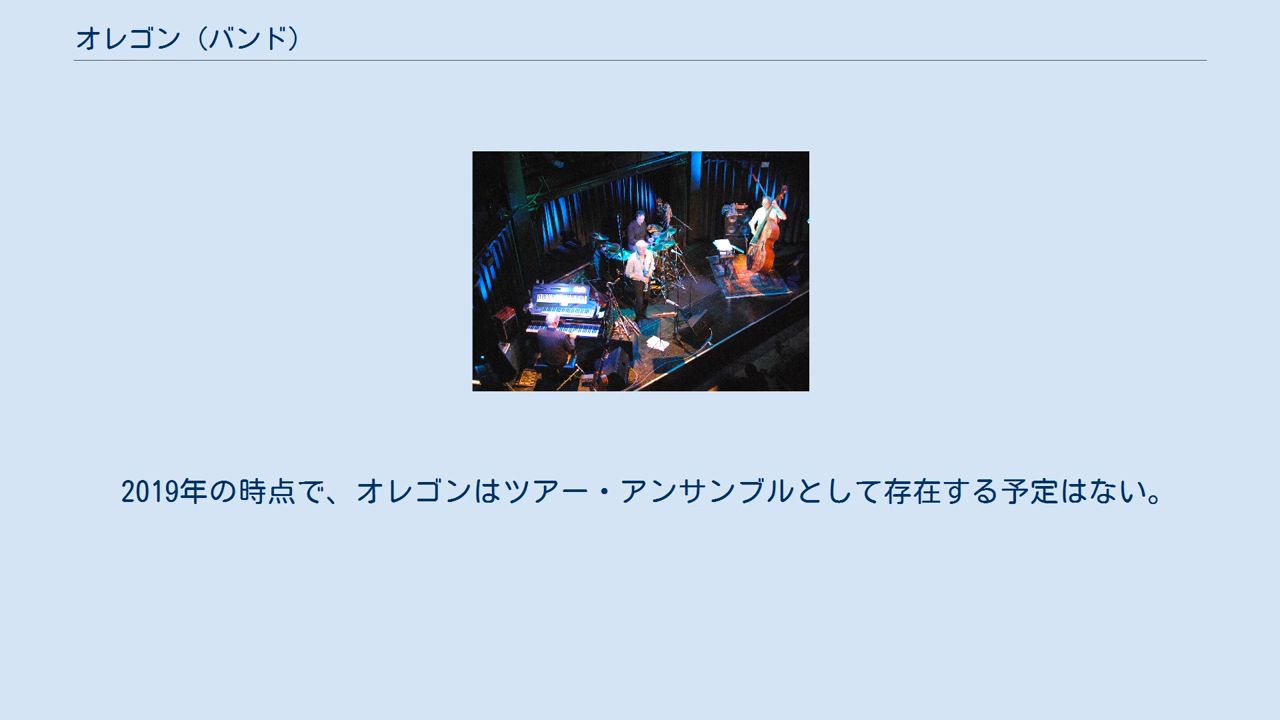 オレゴン（バンド）
2019年の時点で、オレゴンはツアー・アンサンブルとして存在する予定はない。